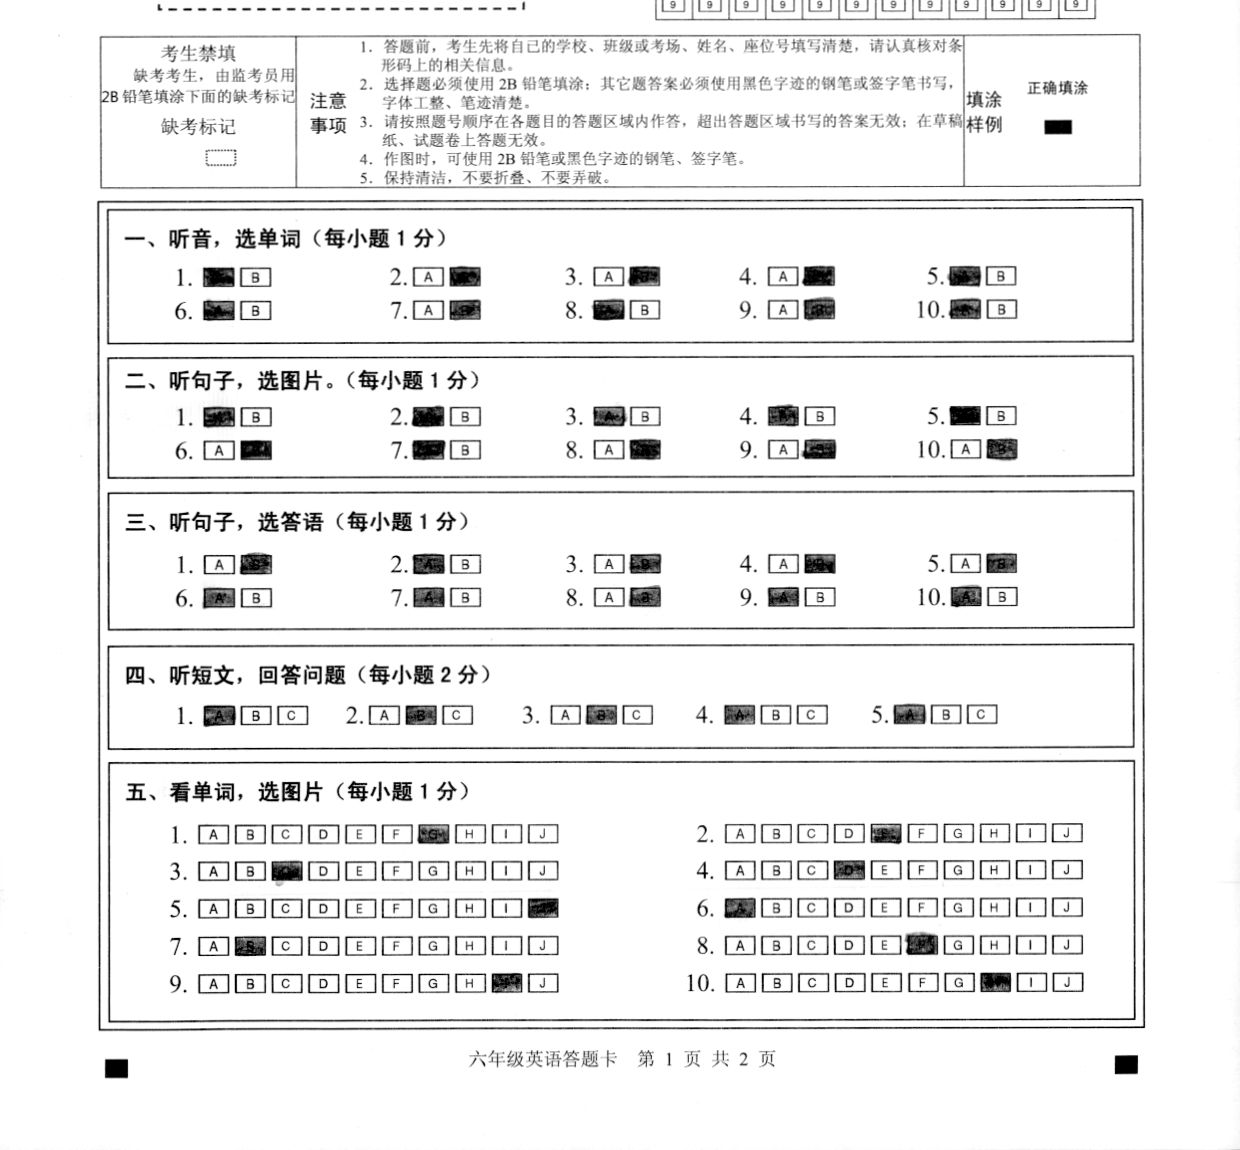 9 9 9 9 9 9 9 9 9 9 9 9
考生禁填
缺考考生，由监考员用
2B 铅笔填涂下面的缺考标记
缺考标记
注意
事项
1. 答题前，考生先将自己的学校、班级或考场、姓名、座位号填写清楚，请认真核对条
形码上的相关信息。
2. 选择题必须使用 2B 铅笔填涂；其它题答案必须使用黑色字迹的钢笔或签字笔书写，
字体工整、笔迹清楚。
3. 请按照题号顺序在各题目的答题区域内作答，超出答题区域书写的答案无效；在草稿
纸、试题卷上答题无效。
4. 作图时，可使用 2B 铅笔或黑色字迹的钢笔、签字笔。
5. 保持清洁，不要折叠、不要弄破。
填涂
样例
正确填涂
一、听音，选单词（每小题 1 分）
1. B 2. A 3. A 4. A 5. A B
6. A B 7. A B 8. A B 9. A B 10. A B
二、听句子，选图片。（每小题 1 分）
1. A B 2. B 3. A B 4. A B 5. B
6. A 7. B 8. A 9. A B 10. A B
三、听句子，选答语（每小题 1 分）
1. A B 2. A B 3. A B 4. A B 5. A B
6. A B 7. A B 8. A B 9. A B 10. A B
四、听短文，回答问题（每小题 2 分）
1. A B C 2. A B C 3. A B C 4. A B C 5. A B C
五、看单词，选图片（每小题 1 分）
1. A B C D E F G H I J 2. A B C D E F G H I J
3. A B C D E F G H I J 4. A B C D E F G H I J
5. A B C D E F G H I 6. A B C D E F G H I J
7. A B C D E F G H I J 8. A B C D E F G H I J
9. A B C D E F G H J 10. A B C D E F G I J
六年级英语答题卡 第 1 页 共 2 页